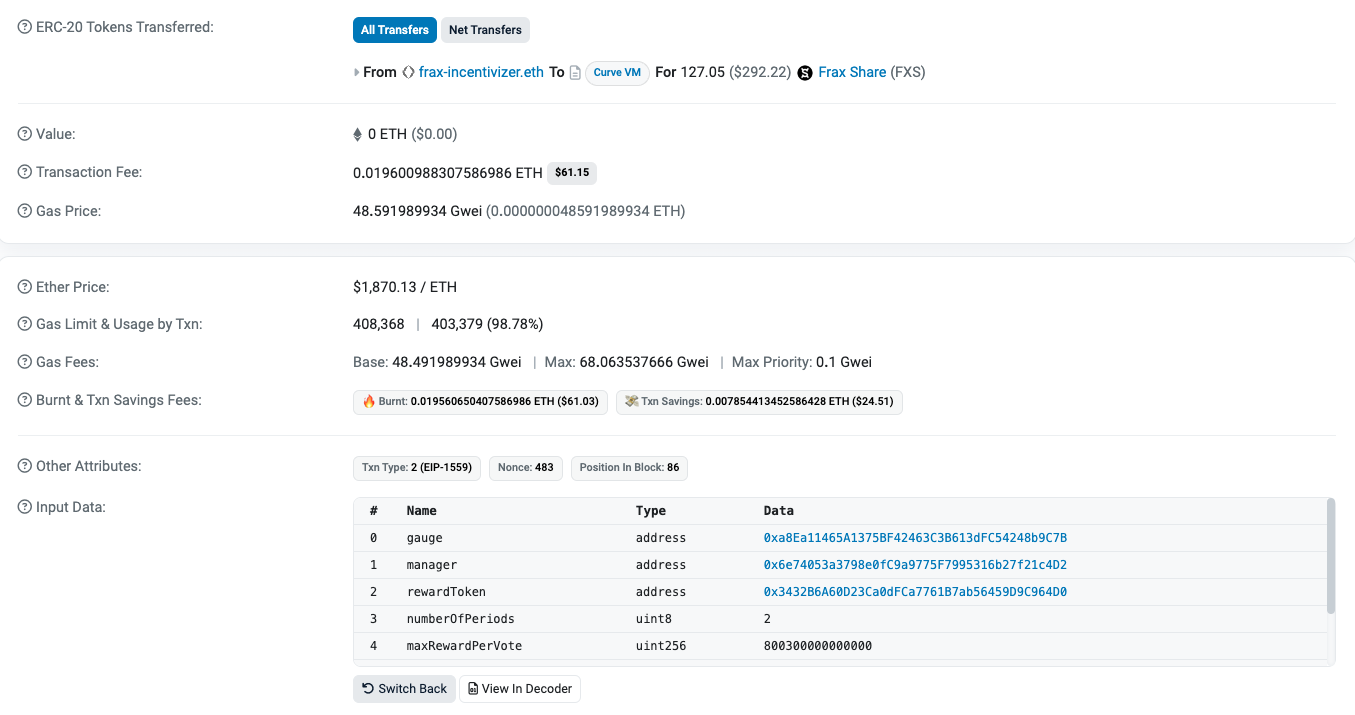 ERC-20 Tokens Transferred:
All Transfers Net Transfers
From frax-incentivizer.eth To Curve VM For 127.05 ($292.22) Frax Share (FXS)
Value: 0 ETH ($0.00)
Transaction Fee: 0.019600988307586986 ETH $61.15
Gas Price: 48.591989934 Gwei (0.000000048591989934 ETH)
Ether Price: $1,870.13 / ETH
Gas Limit & Usage by Txn: 408,368 | 403,379 (98.78%)
Gas Fees: Base: 48.491989934 Gwei | Max: 68.063537666 Gwei | Max Priority: 0.1 Gwei
Burnt & Txn Savings Fees: 🔥 Burnt: 0.019560650407586986 ETH ($61.03) 💸 Txn Savings: 0.007854413452586428 ETH ($24.51)
Other Attributes: Txn Type: 2 (EIP-1559) Nonce: 483 Position In Block: 86
Input Data:
# Name Type Data
0 gauge address 0xa8Ea11465A1375BF42463C3B613dFC54248b9C7B
1 manager address 0x6e74053a3798e0fC9a9775F7995316b27f21c4D2
2 rewardToken address 0x3432B6A60D23Ca0dFCa7761B7ab56459D9C964D0
3 numberOfPeriods uint8 2
4 maxRewardPerVote uint256 800300000000000
Switch Back View In Decoder